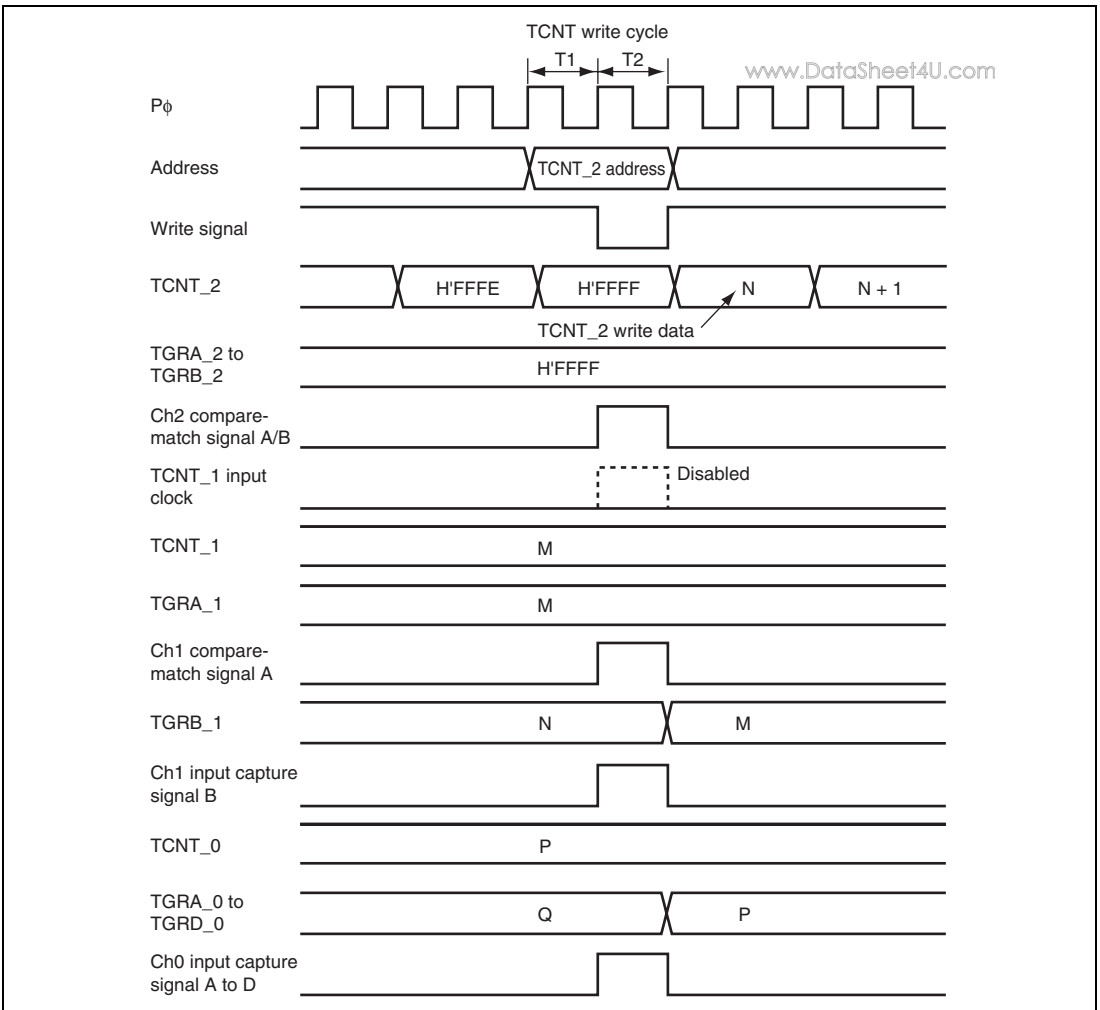 TCNT write cycle
T1 T2
www.DataSheet4U.com
Pφ
Address
TCNT_2 address
Write signal
TCNT_2
H'FFFE
H'FFFF
N
N + 1
TCNT_2 write data
TGRA_2 to
TGRB_2
H'FFFF
Ch2 compare-
match signal A/B
TCNT_1 input
clock
Disabled
TCNT_1
M
TGRA_1
M
Ch1 compare-
match signal A
TGRB_1
N
M
Ch1 input capture
signal B
TCNT_0
P
TGRA_0 to
TGRD_0
Q
P
Ch0 input capture
signal A to D